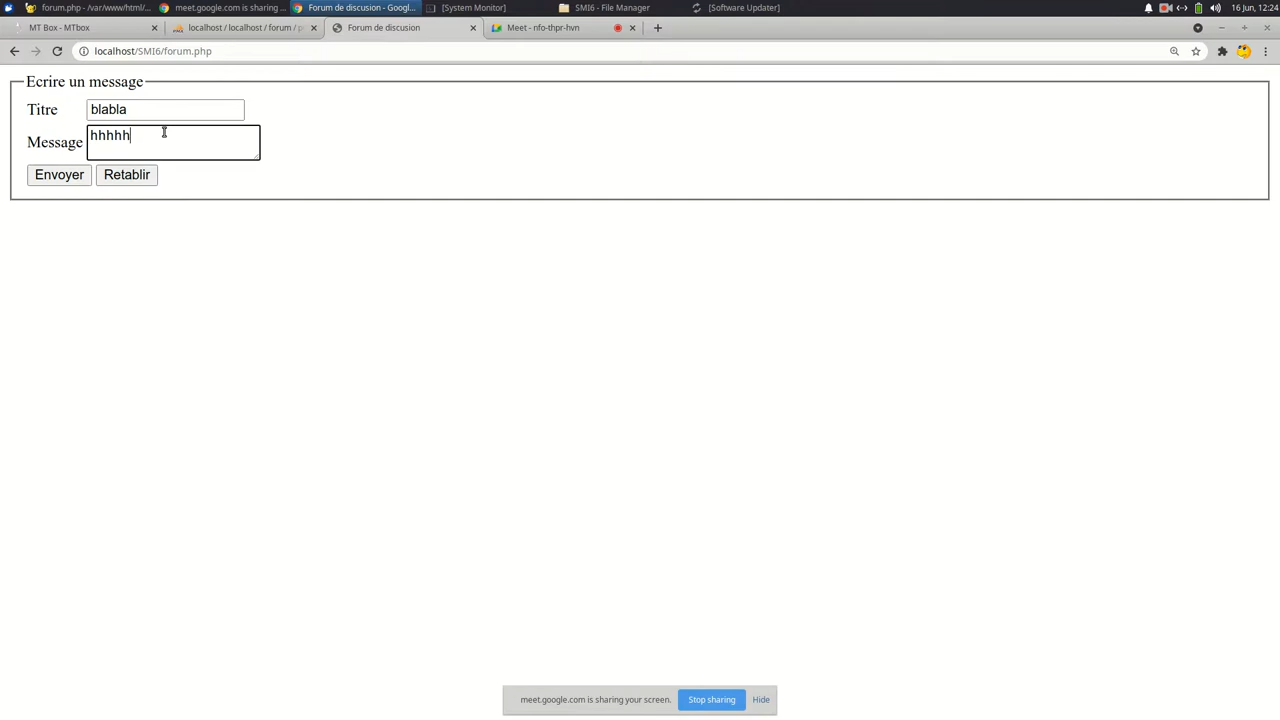 forum.php - /var/www/html/...
meet.google.com is sharing your ...
Forum de discusion - Googl...
[System Monitor]
SMI6 - File Manager
[Software Updater]
16 Jun, 12:24
MT Box - MTbox
localhost / localhost / forum / p
Forum de discusion
Meet - nfo-thpr-hvn
localhost/SMI6/forum.php
Ecrire un message
Titre blabla
Message hhhhh
Envoyer Retablir
meet.google.com is sharing your screen. Stop sharing Hide